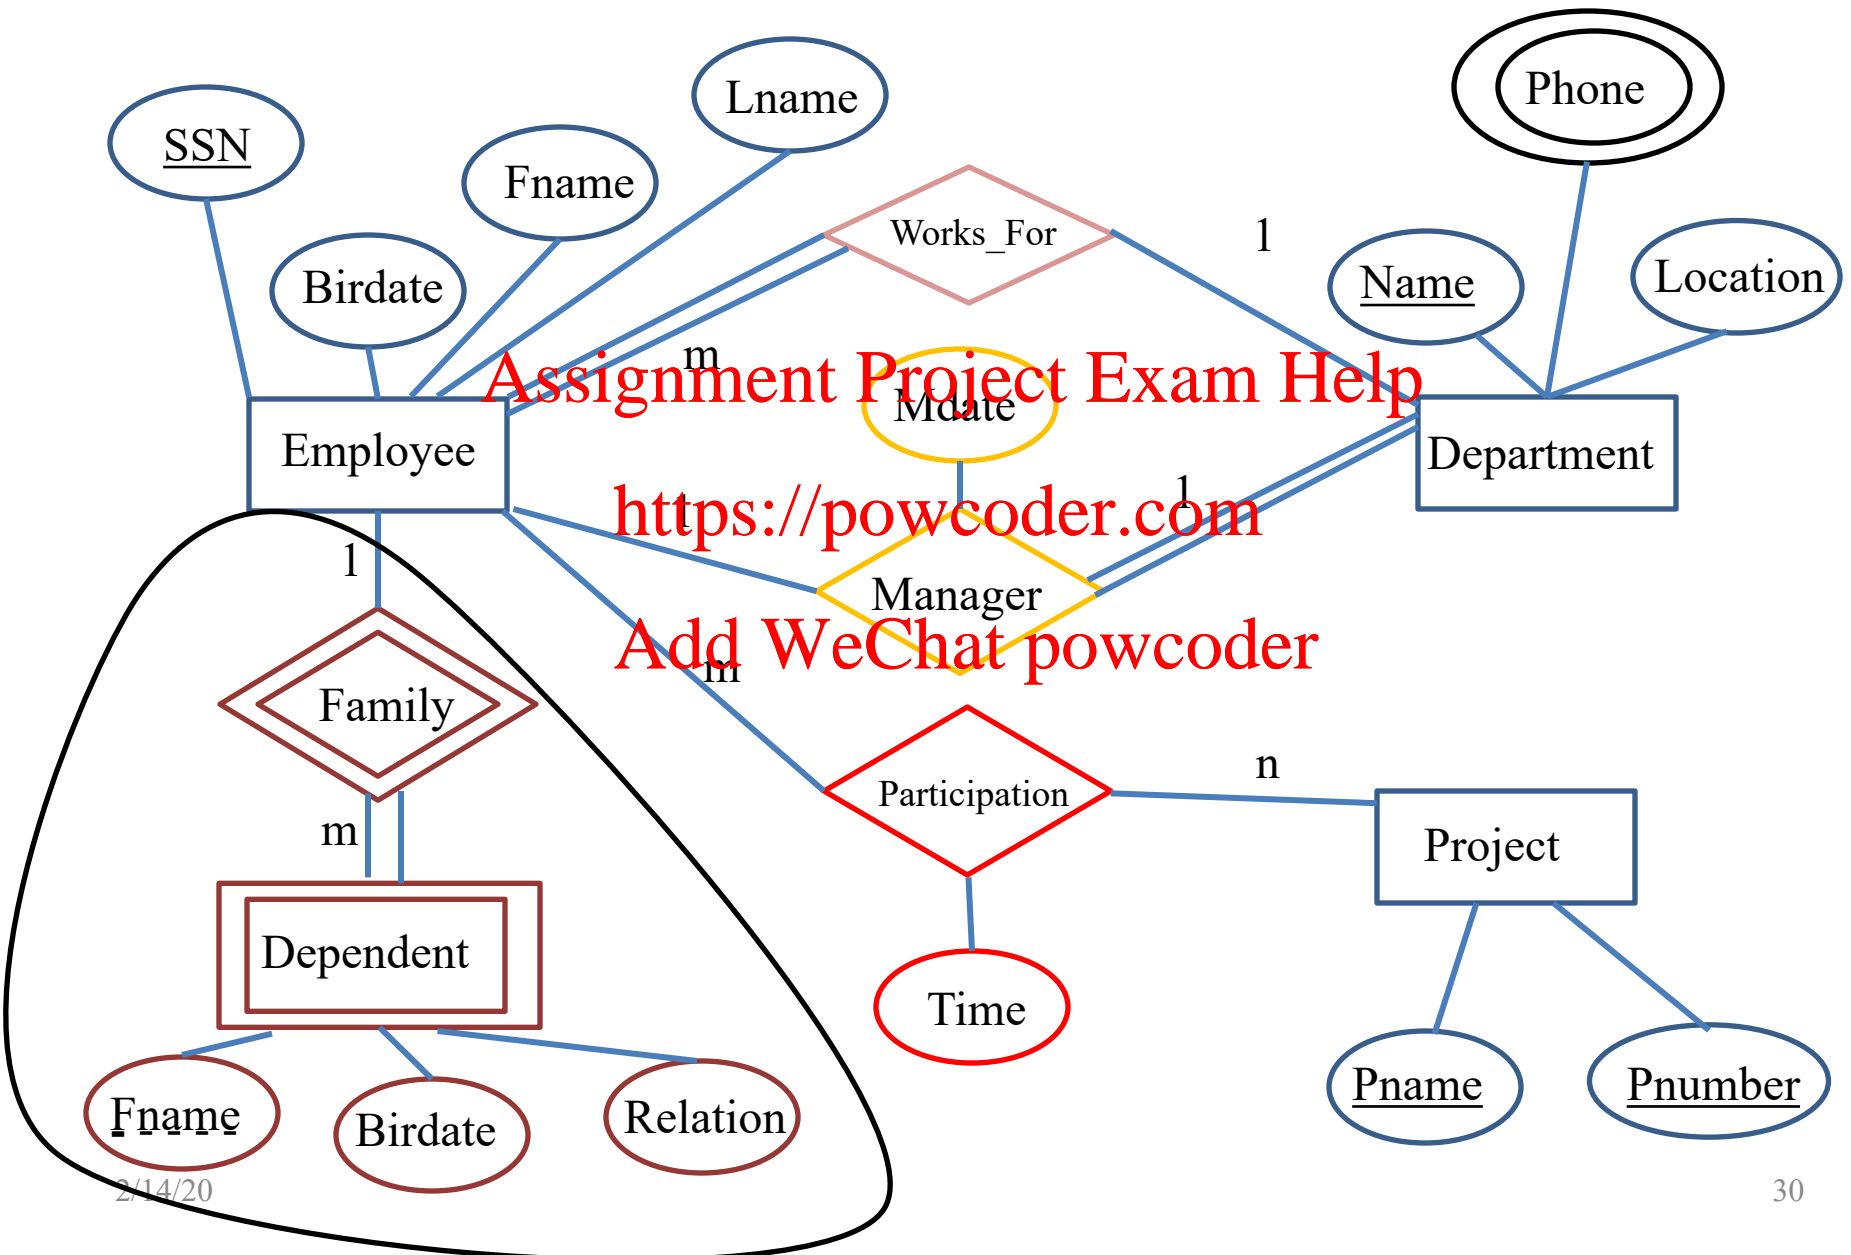 Lname
Phone
SSN
Fname
Works_For
1
Birdate
Name
Location
m
Assignment Project Exam Help
Mdate
Employee
Department
1
https://powcoder.com
1
Manager
Add WeChat powcoder
m
Family
n
Participation
m
Project
Dependent
Time
Pname
Pnumber
Fname
Birdate
Relation
2/14/20
30